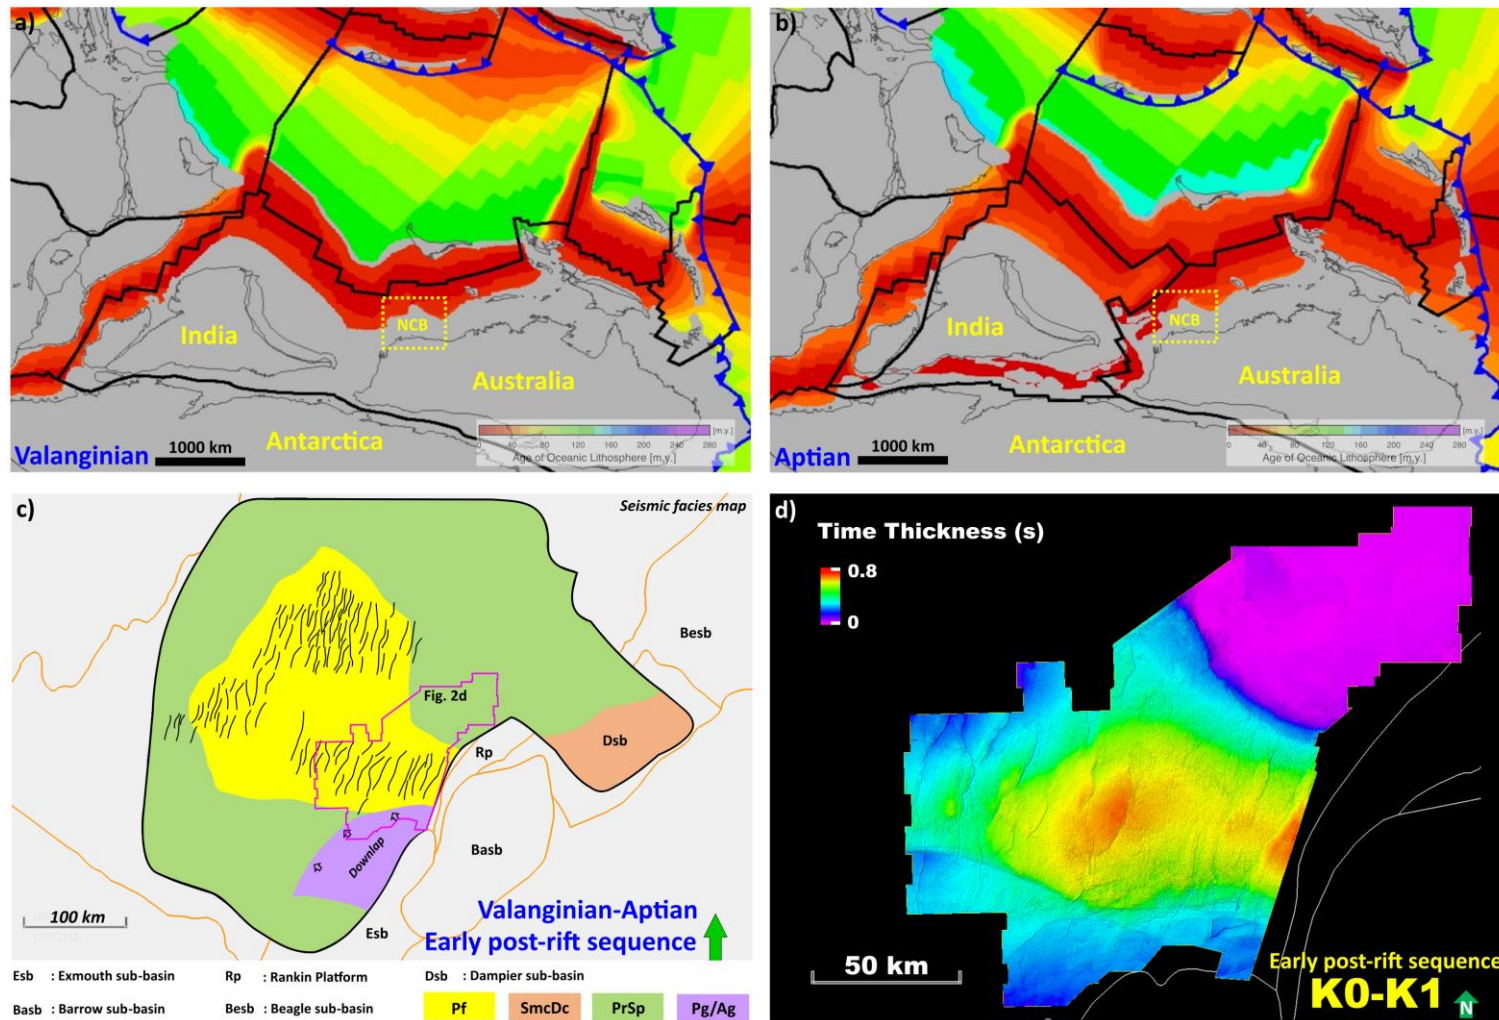 a)
India
NCB
Australia
Antarctica
Valanginian
1000 km
0 40 80 120 160 200 240 280 [m.y.]
Age of Oceanic Lithosphere [m.y.]
b)
India
NCB
Australia
Antarctica
Aptian
1000 km
0 40 80 120 160 200 240 280 [m.y.]
Age of Oceanic Lithosphere [m.y.]
c)
Seismic facies map
Besb
Fig. 2d
Rp
Dsb
Downlap
Basb
Esb
100 km
Valanginian-Aptian
Early post-rift sequence
Esb : Exmouth sub-basin
Rp : Rankin Platform
Dsb : Dampier sub-basin
Basb : Barrow sub-basin
Besb : Beagle sub-basin
Pf
SmcDc
PrSp
Pg/Ag
d)
Time Thickness (s)
0.8
0
50 km
Early post-rift sequence
K0-K1
N